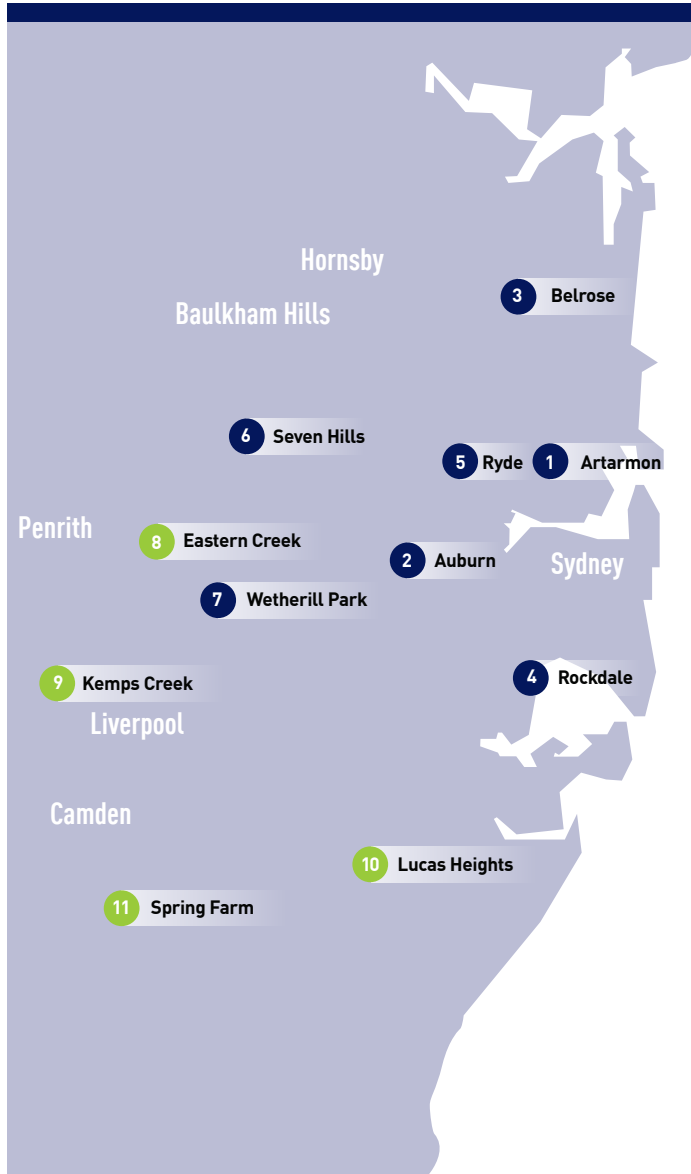 Hornsby
3 Belrose
Baulkham Hills
6 Seven Hills
5 Ryde 1 Artarmon
Penrith
8 Eastern Creek
2 Auburn
Sydney
7 Wetherill Park
4 Rockdale
9 Kemps Creek
Liverpool
Camden
10 Lucas Heights
11 Spring Farm